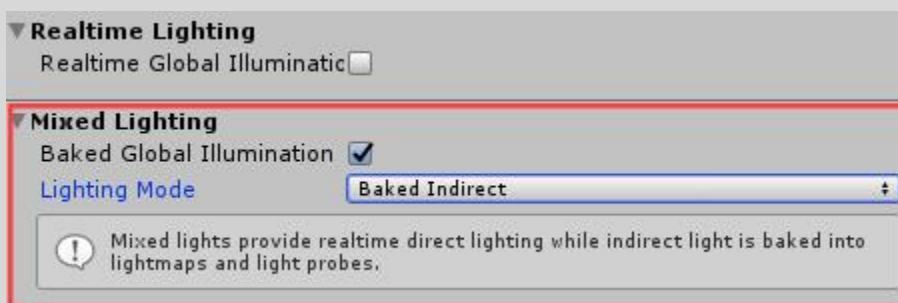 Realtime Lighting
Realtime Global Illuminatic
Mixed Lighting
Baked Global Illumination
Lighting Mode Baked Indirect
Mixed lights provide realtime direct lighting while indirect light is baked into
lightmaps and light probes.